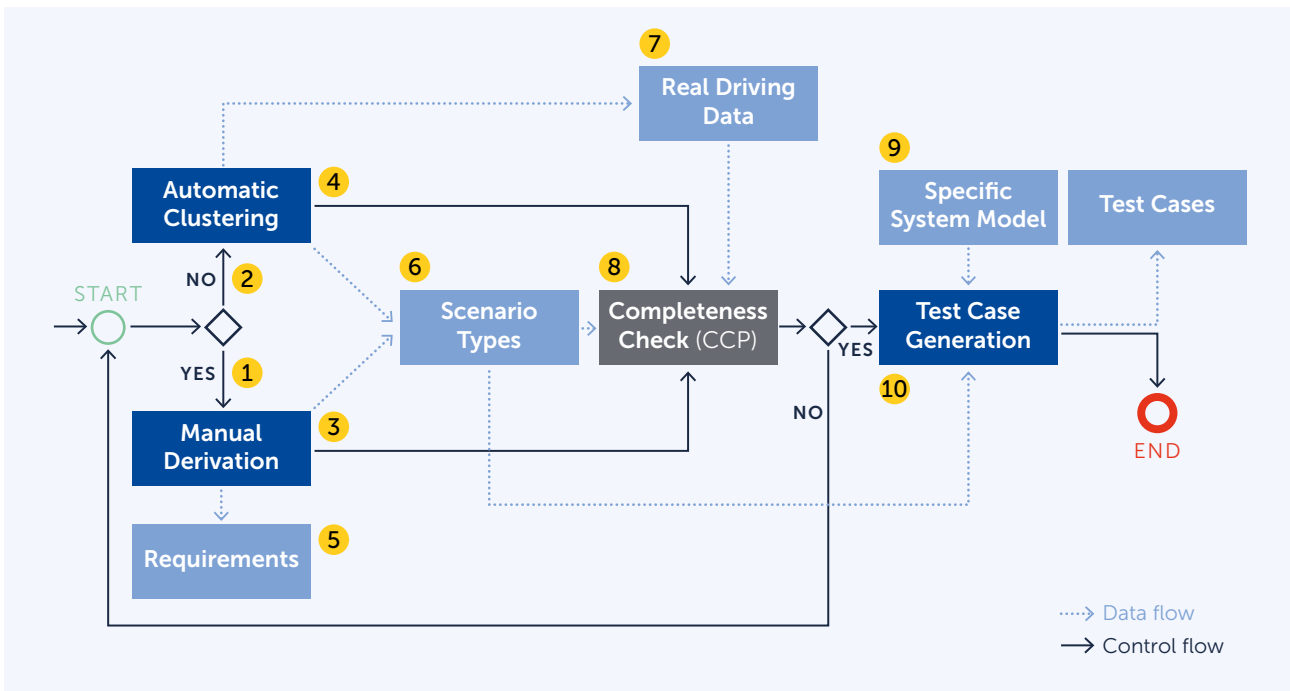 7
Real Driving
Data
Automatic
Clustering
4
9
Specific
System Model
Test Cases
NO
2
START
6
Scenario
Types
8
Completeness
Check (CCP)
Test Case
Generation
YES
YES
1
10
NO
Manual
Derivation
3
END
Requirements
5
Data flow
Control flow